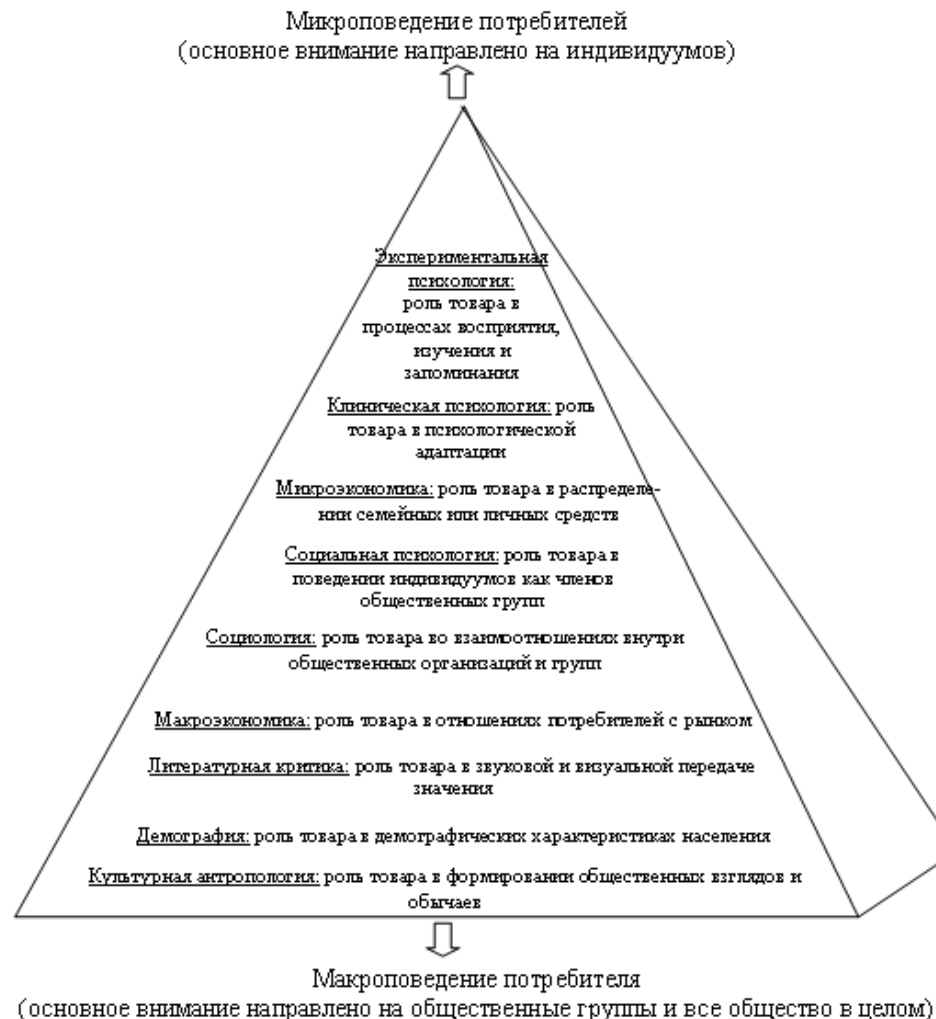 Микроповедение потребителей
(основное внимание направлено на индивидуумов)
Экспериментальная
психология:
роль товара в
процессах восприятия,
изучения и
запоминания
Клиническая психология: роль
товара в психологической
адаптации
Микроэкономика: роль товара в распределе-
нии семейных или личных средств
Социальная психология: роль товара в
поведении индивидуумов как членов
общественных групп
Социология: роль товара во взаимоотношениях внутри
общественных организаций и групп
Макроэкономика: роль товара в отношениях потребителей с рынком
Литературная критика: роль товара в звуковой и визуальной передаче
значения
Демография: роль товара в демографических характеристиках населения
Культурная антропология: роль товара в формировании общественных взглядов и
обычаев
Макроповедение потребителя
(основное внимание направлено на общественные группы и все общество в целом)